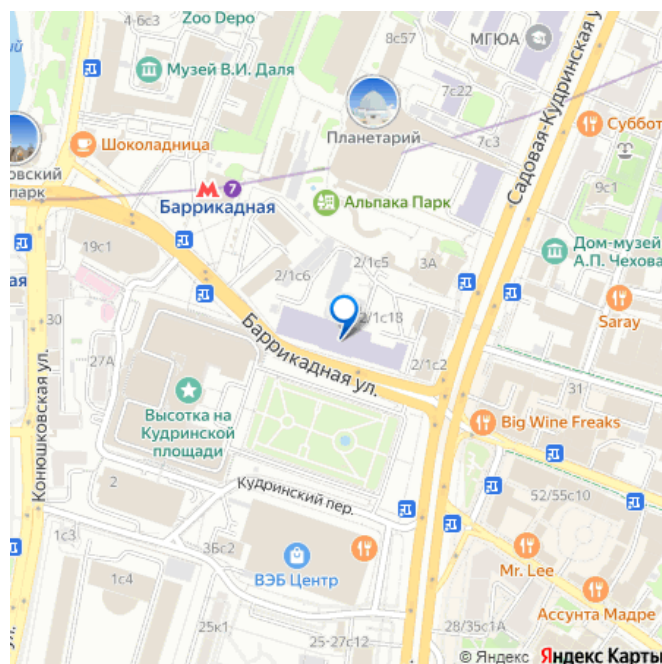 4-6с3
Zoo Depo
8с57
МГЮА
Музей В.И. Даля
7с22
Садовая-Кудринская у
Планетарий
7с3
Суббот
Шоколадница
овский
парк
7
9с1
Баррикадная
Альпака Парк
19с1
2/1с5
3А
Дом-музей
А.П. Чехова
ая
2/1с6
30
2/1с18
Saray
Баррикадная ул.
27А
2/1с2
31
Конюшковская ул.
Высотка на
Кудринской
площади
Big Wine Freaks
2
Кудринский пер.
52/55с10
1с3
3Бс2
ВЭБ Центр
Mr. Lee
1с4
Ассунта Мадре
25к1
25-27с12
28/35с1А
ул.
© Яндекс Яндекс Карты